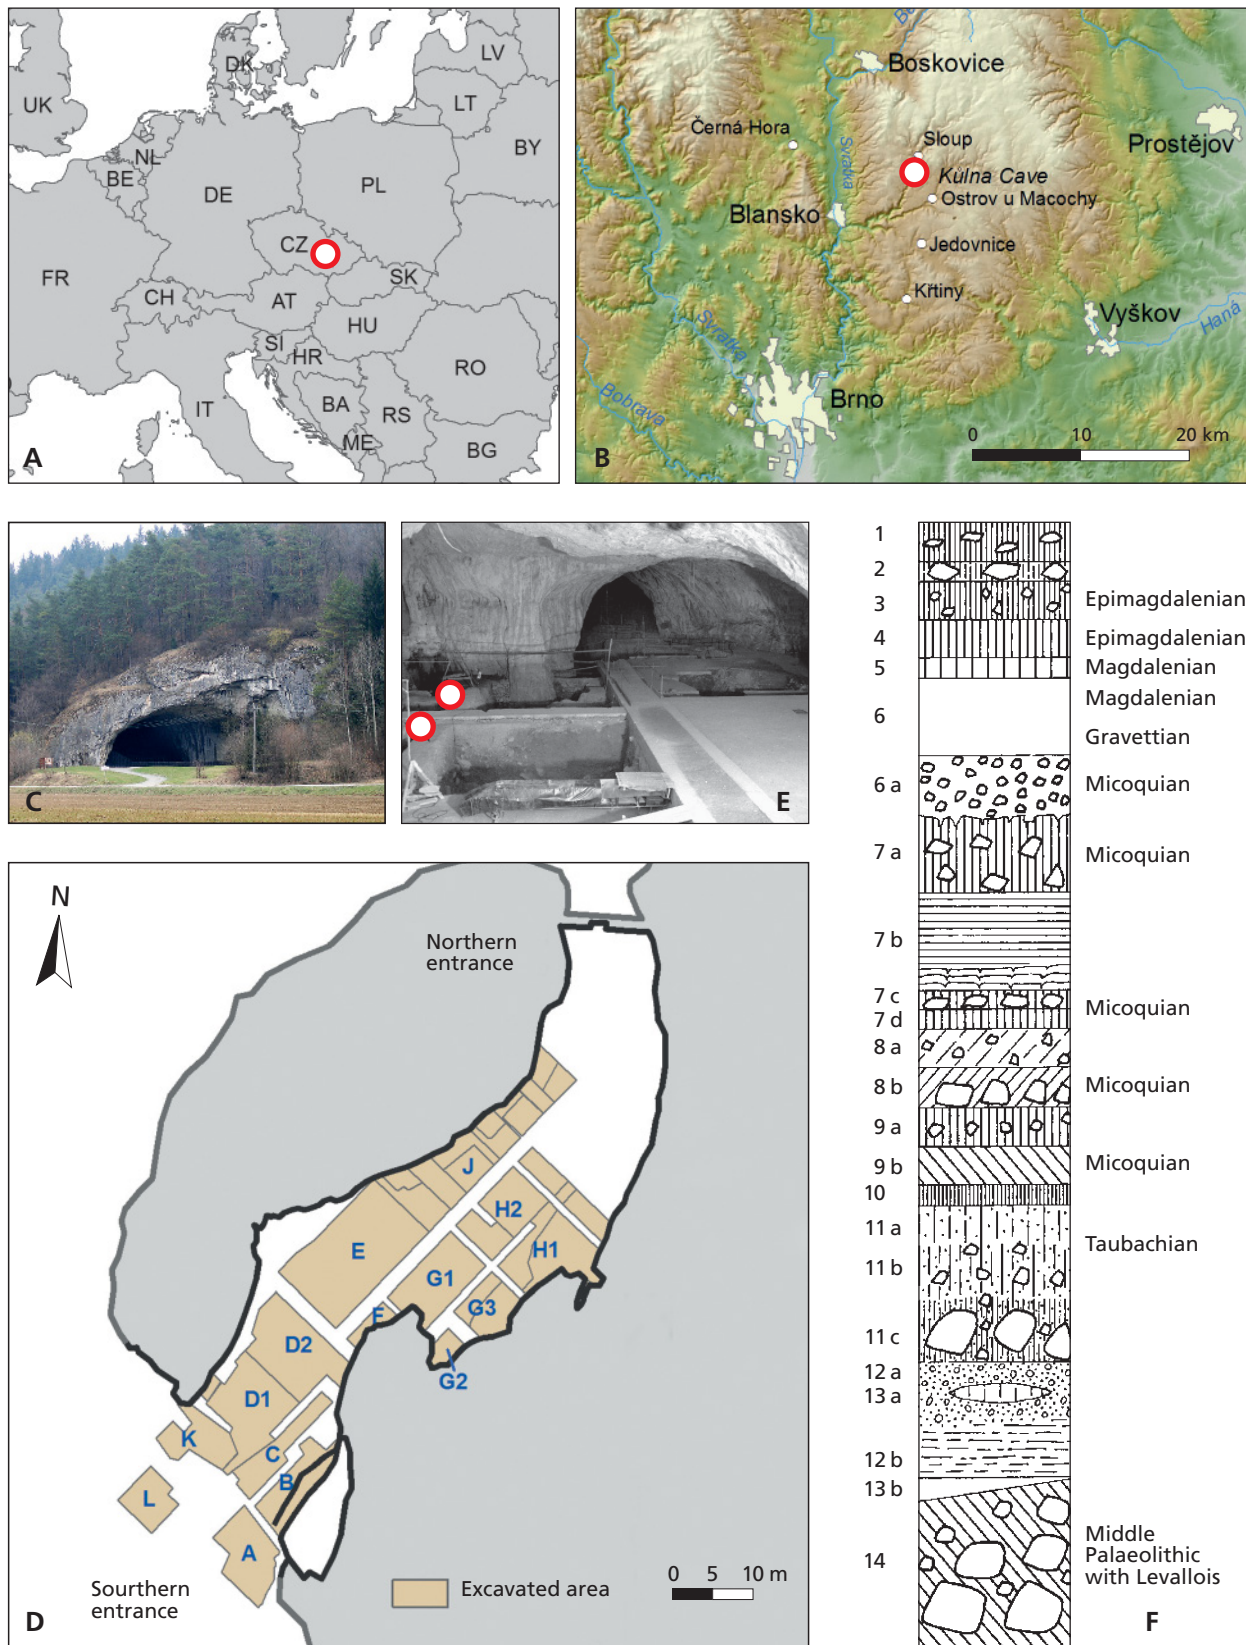 DK
LV
LT
UK
BY
NL
BE
DE
PL
CZ
FR
SK
CH
AT
HU
SI
HR
RO
IT
BA
RS
ME
BG
A
Boskovice
Černá Hora
Sloup
Prostějov
Svratka
Kůlna Cave
Ostrov u Macochy
Blansko
Jedovnice
Křtiny
Vyškov
Haná
Svratka
Bobrava
Brno
0 10 20 km
B
C
E
N
Northern
entrance
J
H2
E
H1
G1
G3
F
D2
G2
D1
K
C
B
L
A
Sourthern
entrance
Excavated area
0 5 10 m
D
1
2
3 Epimagdalenian
4 Epimagdalenian
5 Magdalenian
Magdalenian
6
Gravettian
6 a Micoquian
7 a Micoquian
7 b
7 c
Micoquian
7 d
8 a
8 b Micoquian
9 a
9 b Micoquian
10
11 a
Taubachian
11 b
11 c
12 a
13 a
12 b
13 b
Middle
14 Palaeolithic
with Levallois
F